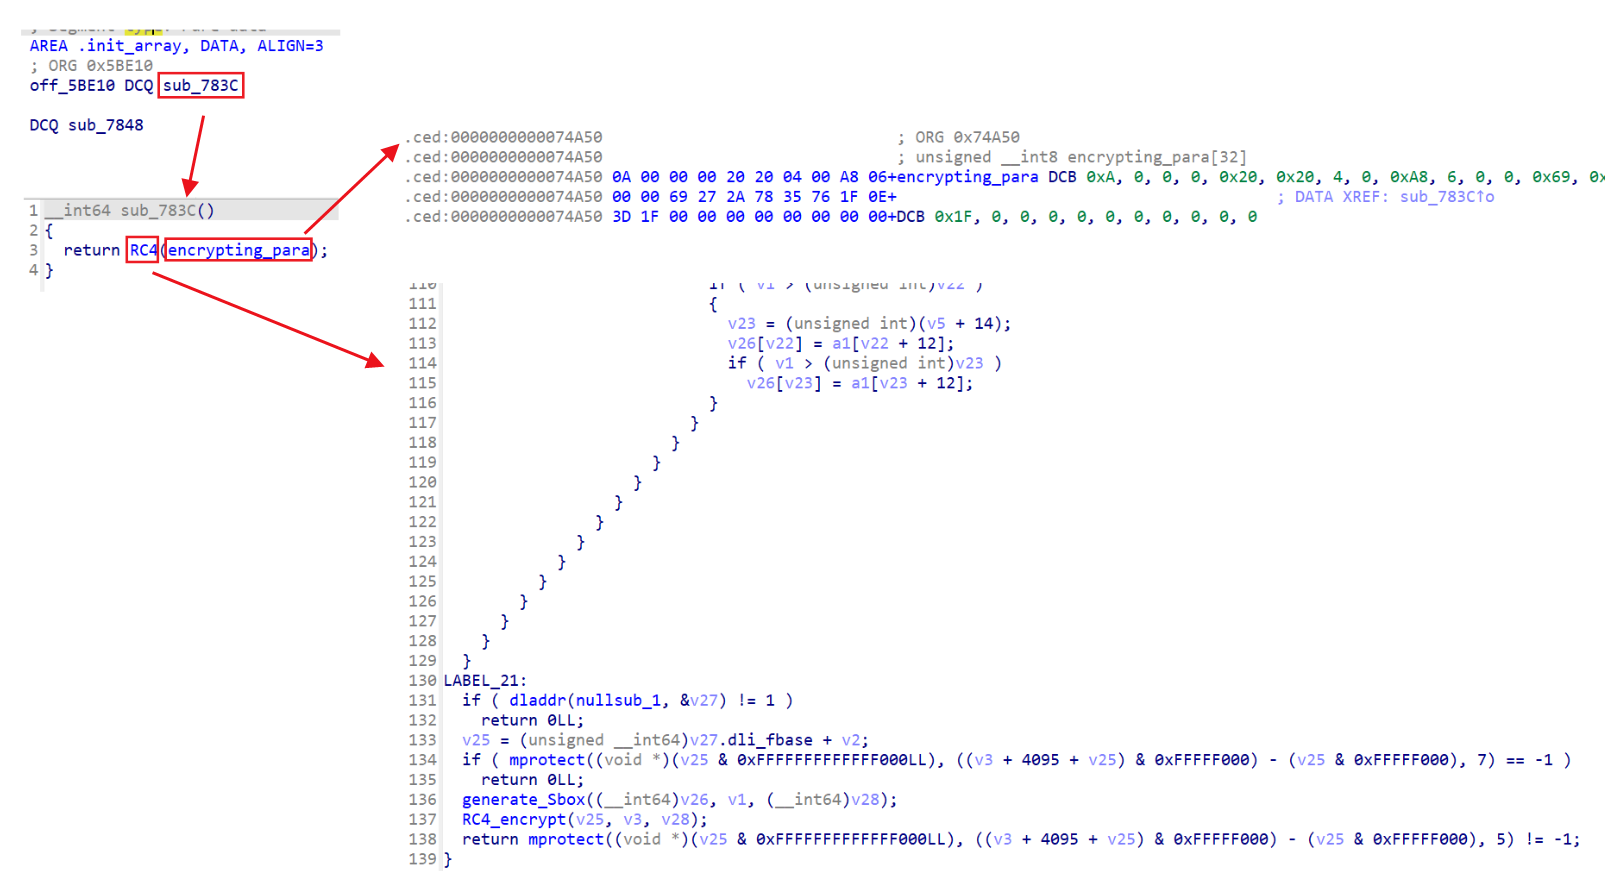 ; Segment type: Pure data
AREA .init_array, DATA, ALIGN=3
; ORG 0x5BE10
off_5BE10 DCQ sub_783C
DCQ sub_7848
1 __int64 sub_783C()
2 {
3 return RC4(encrypting_para);
4 }
.ced:0000000000074A50 ; ORG 0x74A50
.ced:0000000000074A50 ; unsigned __int8 encrypting_para[32]
.ced:0000000000074A50 0A 00 00 00 20 20 04 00 A8 06+encrypting_para DCB 0xA, 0, 0, 0, 0x20, 0x20, 4, 0, 0xA8, 6, 0, 0, 0x69, 0x
.ced:0000000000074A50 00 00 69 27 2A 78 35 76 1F 0E+ ; DATA XREF: sub_783C↑o
.ced:0000000000074A50 3D 1F 00 00 00 00 00 00 00 00+DCB 0x1F, 0, 0, 0, 0, 0, 0, 0, 0, 0, 0
110 if ( v1 > (unsigned int)v22 )
111 {
112 v23 = (unsigned int)(v5 + 14);
113 v26[v22] = a1[v22 + 12];
114 if ( v1 > (unsigned int)v23 )
115 v26[v23] = a1[v23 + 12];
116 }
117 }
118 }
119 }
120 }
121 }
122 }
123 }
124 }
125 }
126 }
127 }
128 }
129 }
130 LABEL_21:
131 if ( dladdr(nullsub_1, &v27) != 1 )
132 return 0LL;
133 v25 = (unsigned __int64)v27.dli_fbase + v2;
134 if ( mprotect((void *)(v25 & 0xFFFFFFFFFFFFF000LL), ((v3 + 4095 + v25) & 0xFFFFF000) - (v25 & 0xFFFFF000), 7) == -1 )
135 return 0LL;
136 generate_Sbox((__int64)v26, v1, (__int64)v28);
137 RC4_encrypt(v25, v3, v28);
138 return mprotect((void *)(v25 & 0xFFFFFFFFFFFFF000LL), ((v3 + 4095 + v25) & 0xFFFFF000) - (v25 & 0xFFFFF000), 5) != -1;
139 }